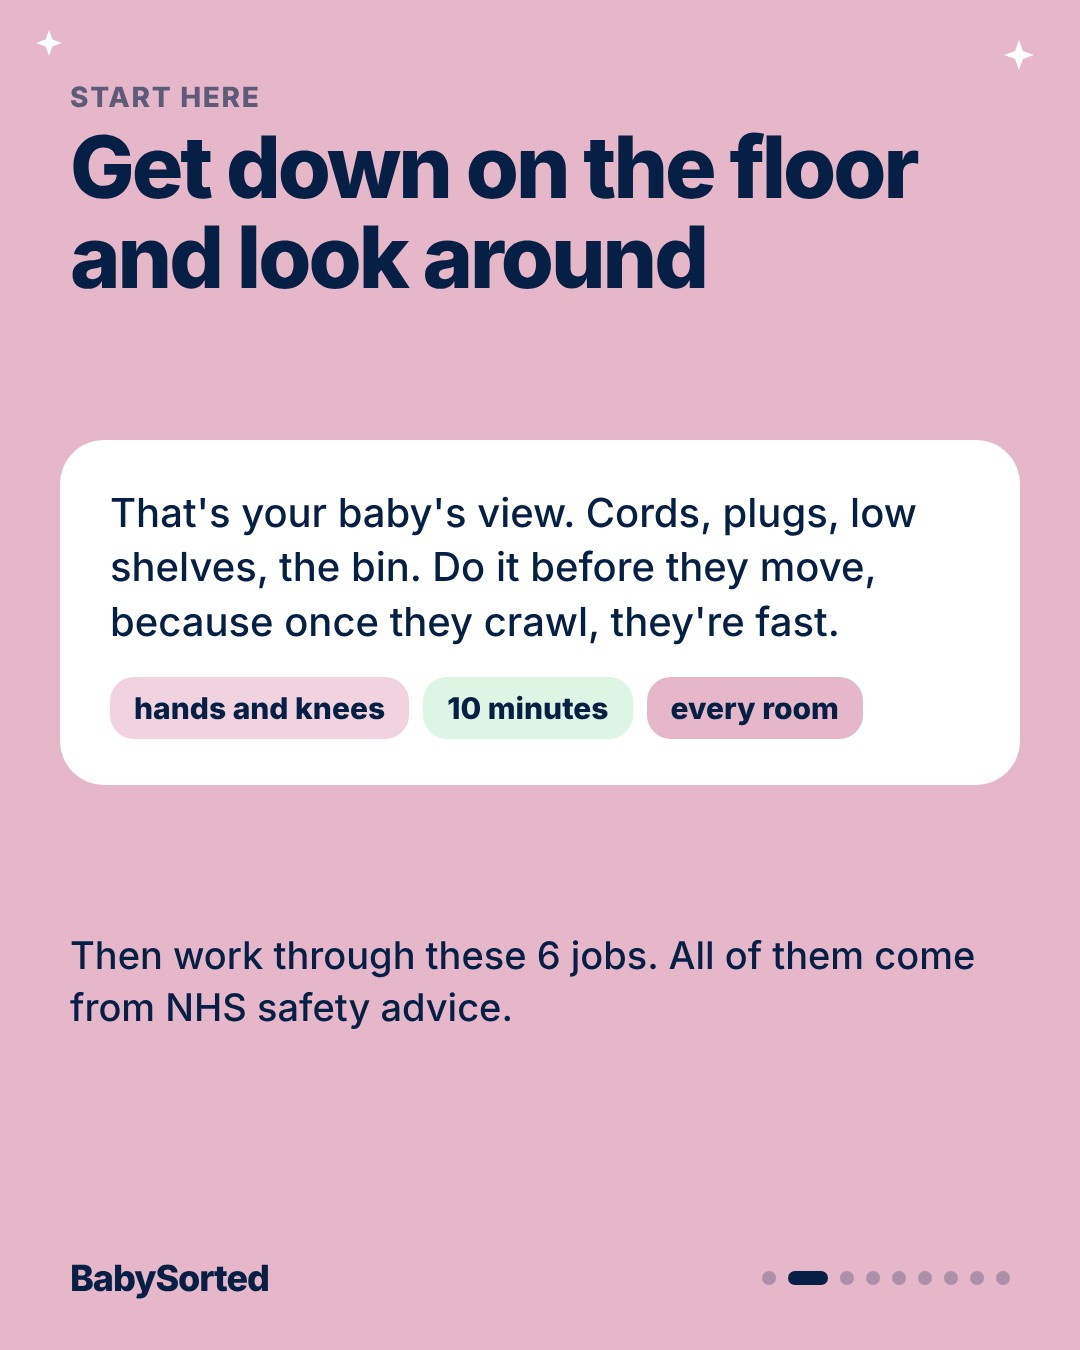 START HERE
Get down on the floor
and look around
That's your baby's view. Cords, plugs, low
shelves, the bin. Do it before they move,
because once they crawl, they're fast.
hands and knees 10 minutes every room
Then work through these 6 jobs. All of them come
from NHS safety advice.
BabySorted